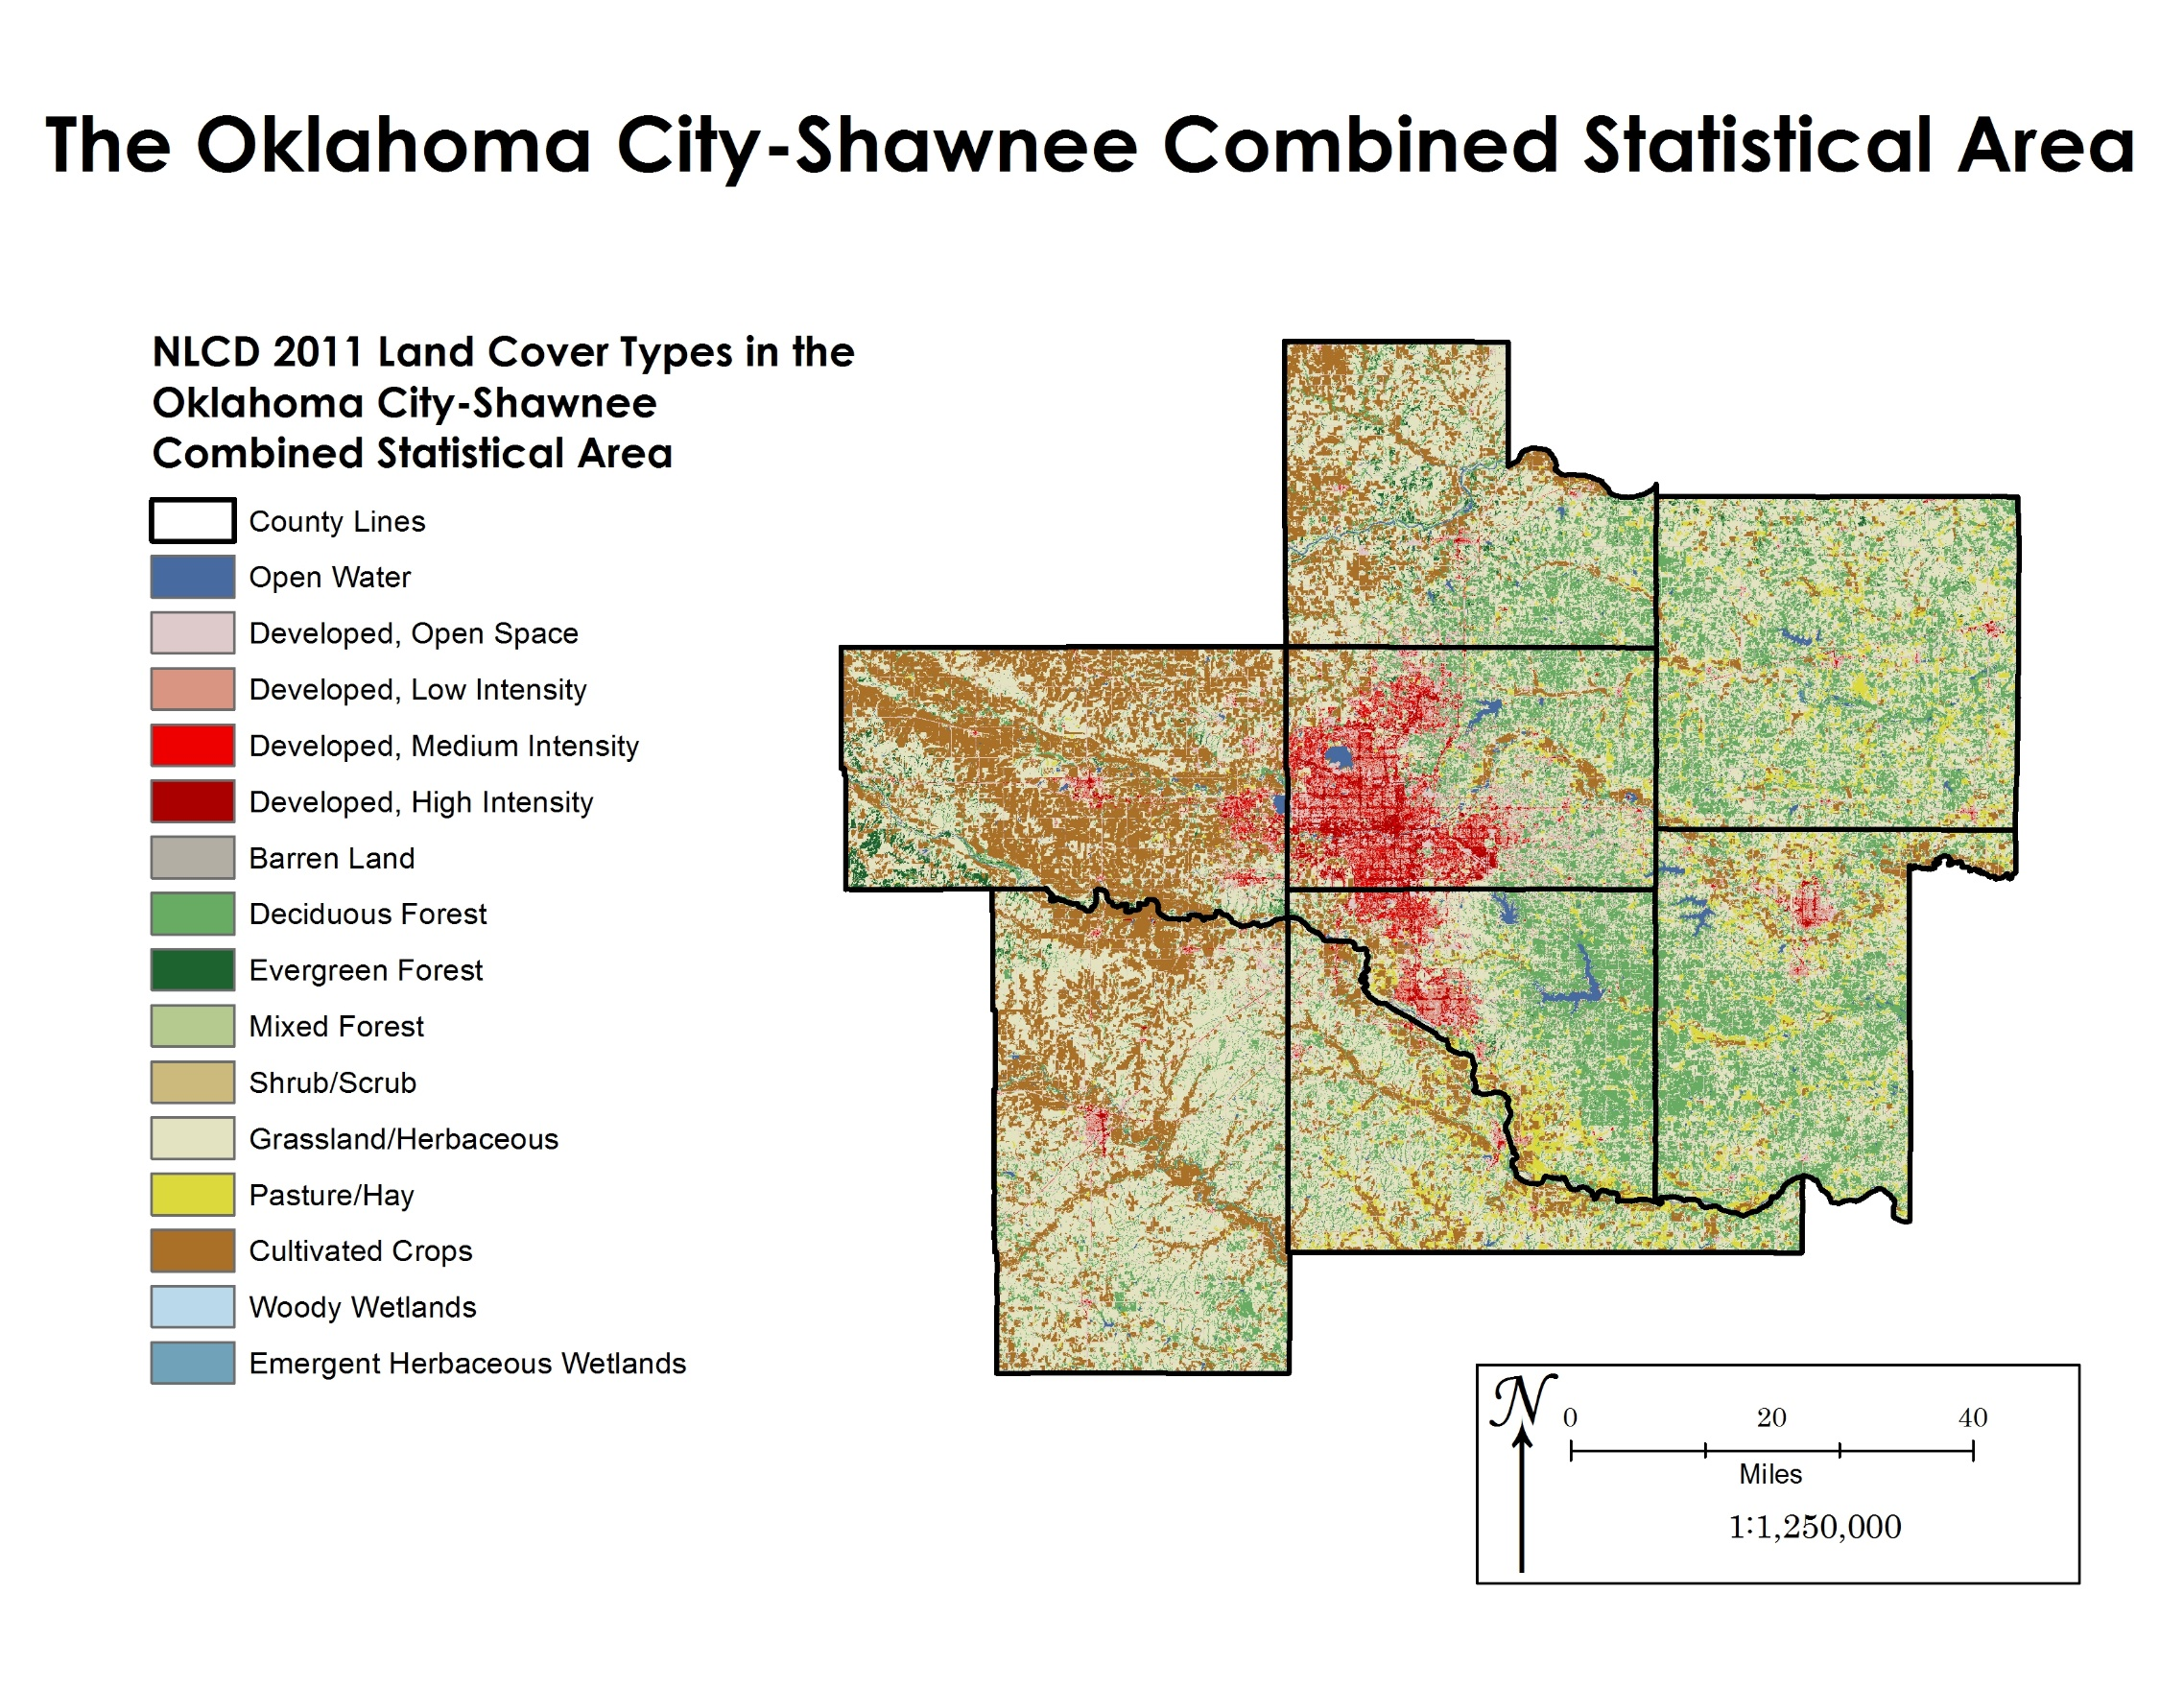 The Oklahoma City-Shawnee Combined Statistical Area
NLCD 2011 Land Cover Types in the
Oklahoma City-Shawnee
Combined Statistical Area
County Lines
Open Water
Developed, Open Space
Developed, Low Intensity
Developed, Medium Intensity
Developed, High Intensity
Barren Land
Deciduous Forest
Evergreen Forest
Mixed Forest
Shrub/Scrub
Grassland/Herbaceous
Pasture/Hay
Cultivated Crops
Woody Wetlands
Emergent Herbaceous Wetlands
N
0 20 40
Miles
1:1,250,000